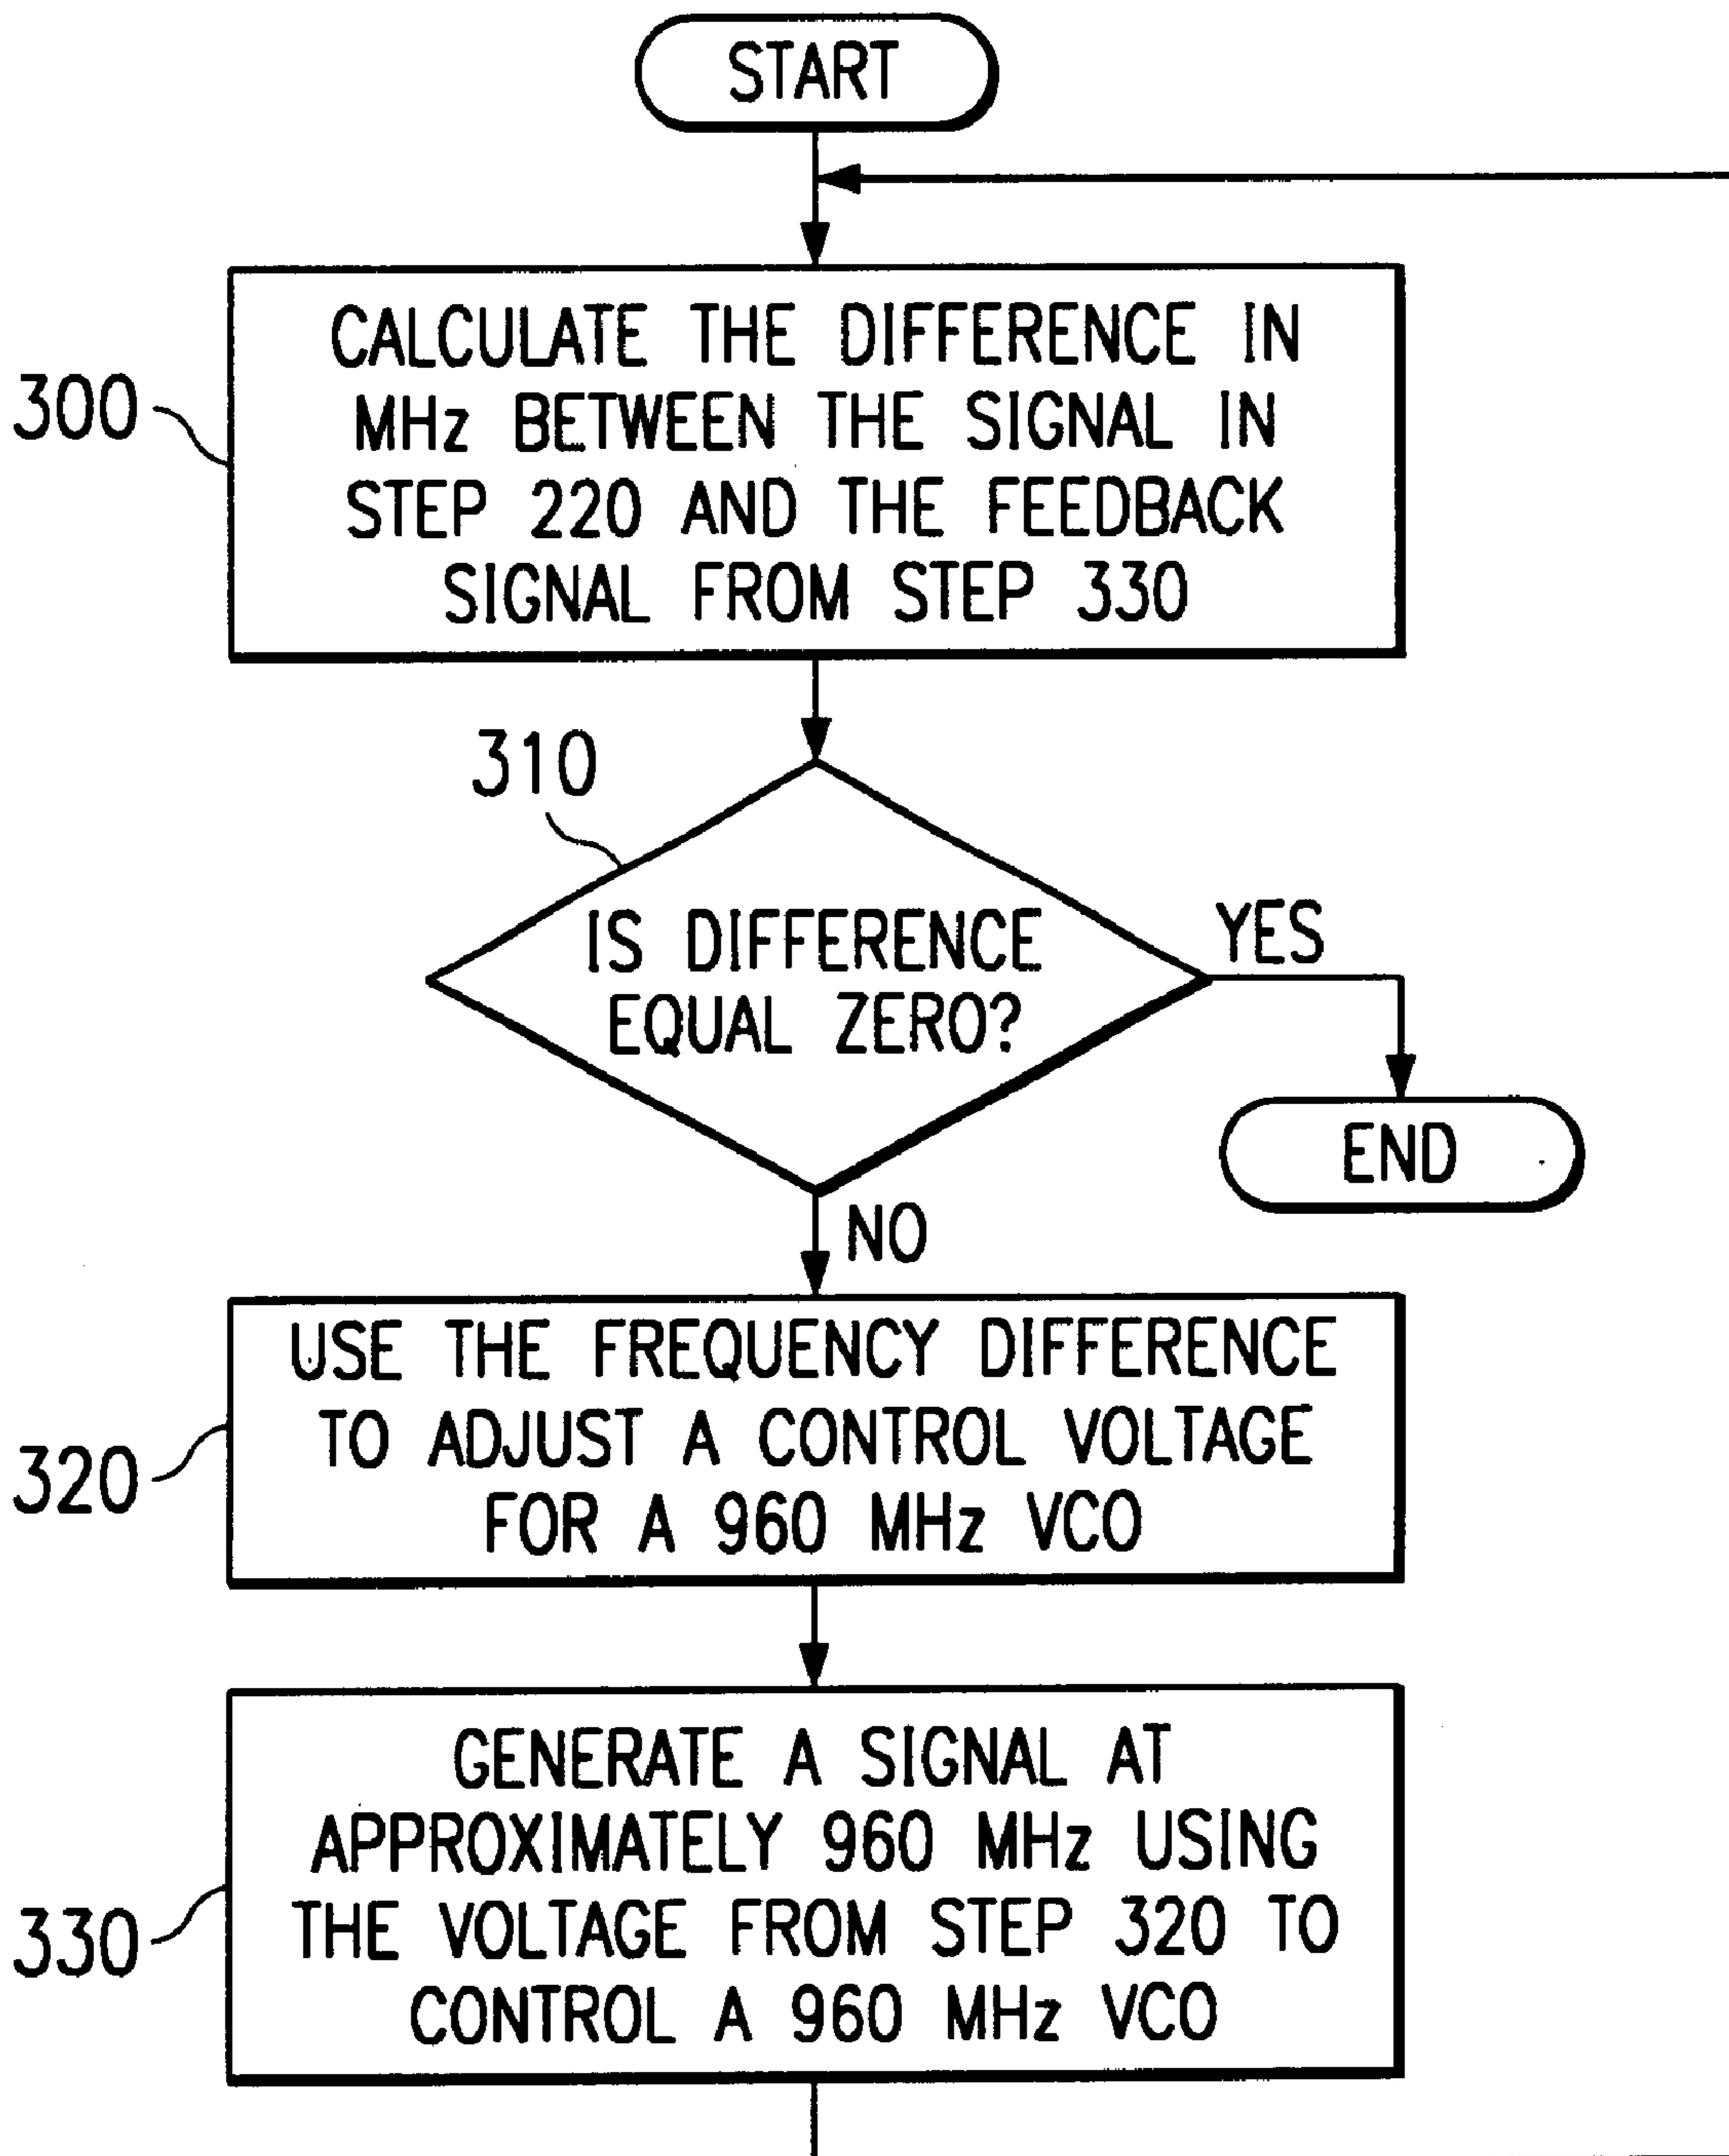 START
300
CALCULATE THE DIFFERENCE IN
MHz BETWEEN THE SIGNAL IN
STEP 220 AND THE FEEDBACK
SIGNAL FROM STEP 330
310
IS DIFFERENCE
EQUAL ZERO?
YES
END
NO
320
USE THE FREQUENCY DIFFERENCE
TO ADJUST A CONTROL VOLTAGE
FOR A 960 MHz VCO
330
GENERATE A SIGNAL AT
APPROXIMATELY 960 MHz USING
THE VOLTAGE FROM STEP 320 TO
CONTROL A 960 MHz VCO